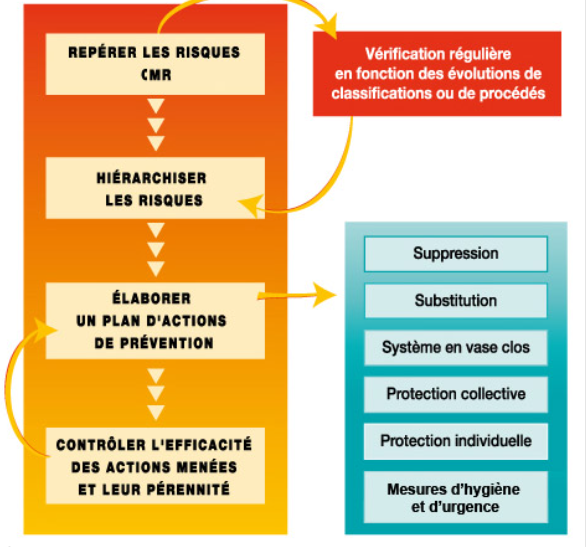 REPÉRER LES RISQUES
CMR
Vérification régulière
en fonction des évolutions de
classifications ou de procédés
HIÉRARCHISER
LES RISQUES
ÉLABORER
UN PLAN D'ACTIONS
DE PRÉVENTION
CONTRÔLER L'EFFICACITÉ
DES ACTIONS MENÉES
ET LEUR PÉRENNITÉ
Suppression
Substitution
Système en vase clos
Protection collective
Protection individuelle
Mesures d'hygiène
et d'urgence